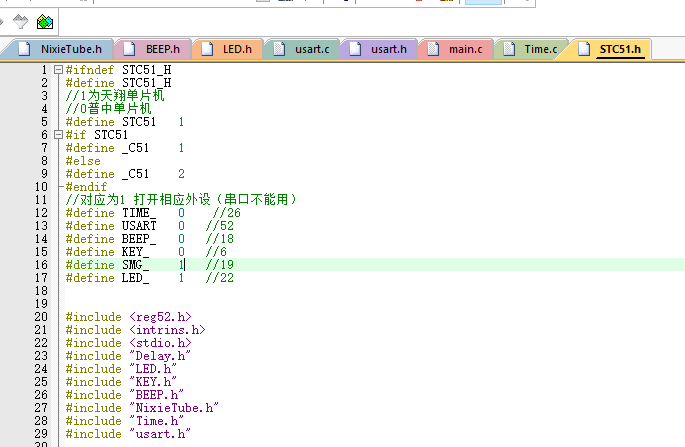 NixieTube.h BEEP.h LED.h usart.c usart.h main.c Time.c STC51.h
1 #ifndef STC51_H
2 #define STC51_H
3 //1为天翔单片机
4 //0普中单片机
5 #define STC51 1
6 #if STC51
7 #define _C51 1
8 #else
9 #define _C51 2
10 #endif
11 //对应为1 打开相应外设（串口不能用）
12 #define TIME_ 0 //26
13 #define USART 0 //52
14 #define BEEP_ 0 //18
15 #define KEY_ 0 //6
16 #define SMG_ 1 //19
17 #define LED_ 1 //22
18
19
20 #include <reg52.h>
21 #include <intrins.h>
22 #include <stdio.h>
23 #include "Delay.h"
24 #include "LED.h"
25 #include "KEY.h"
26 #include "BEEP.h"
27 #include "NixieTube.h"
28 #include "Time.h"
29 #include "usart.h"